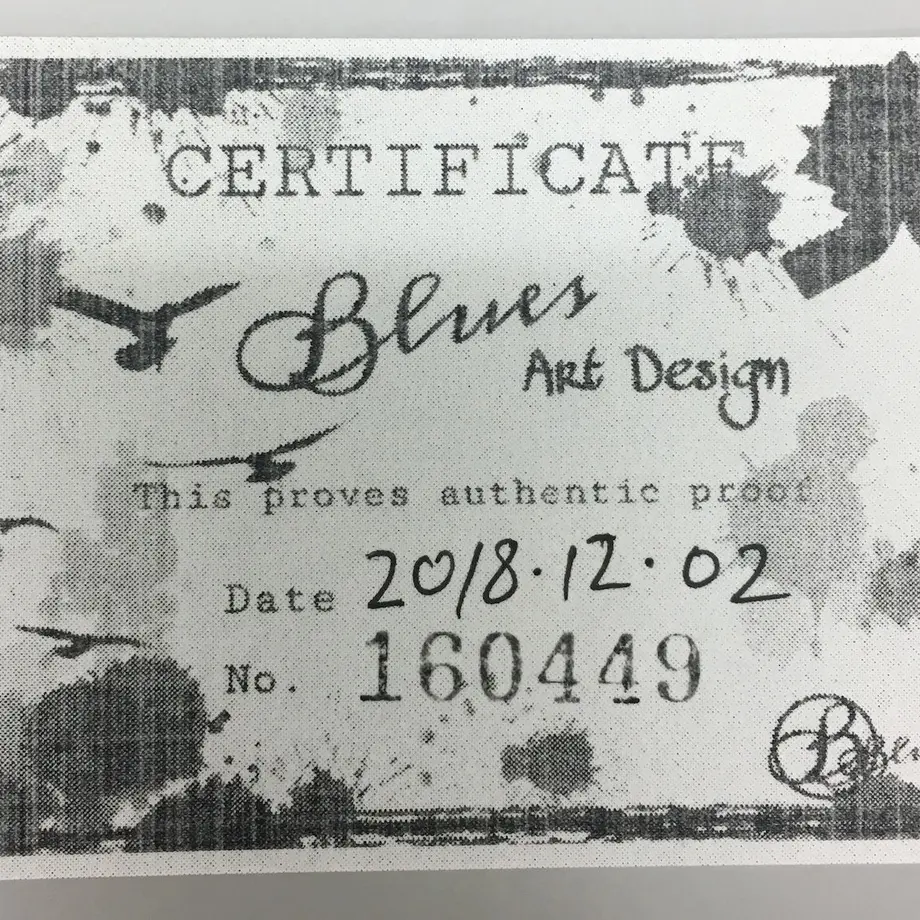 CERTIFICATE
Blues
Art Design
This proves authentic proof
Date 2018.12.02
No. 160449